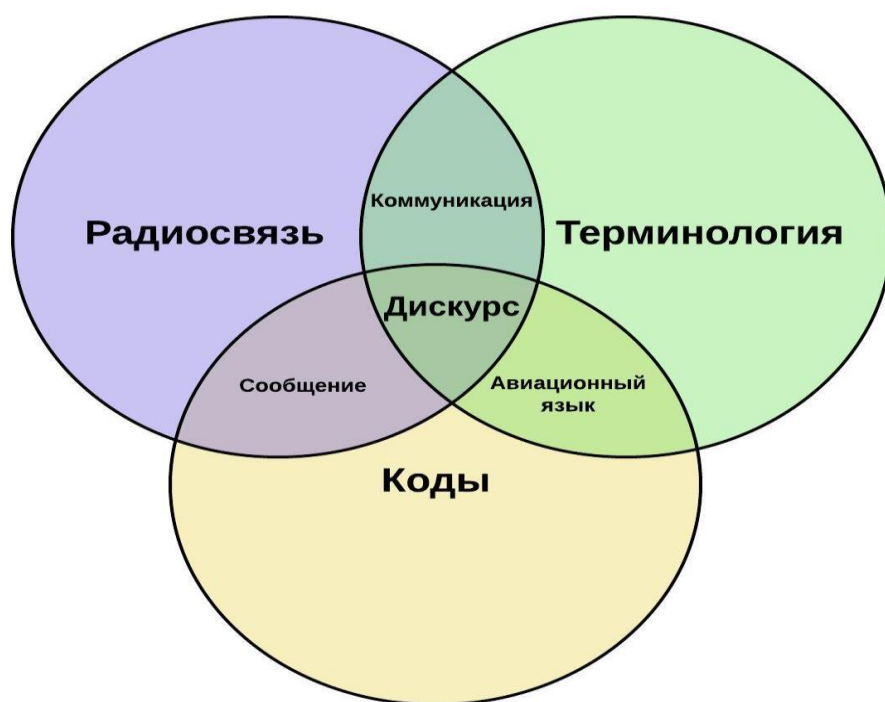 Коммуникация
Радиосвязь
Терминология
Дискурс
Сообщение
Авиационный
язык
Коды